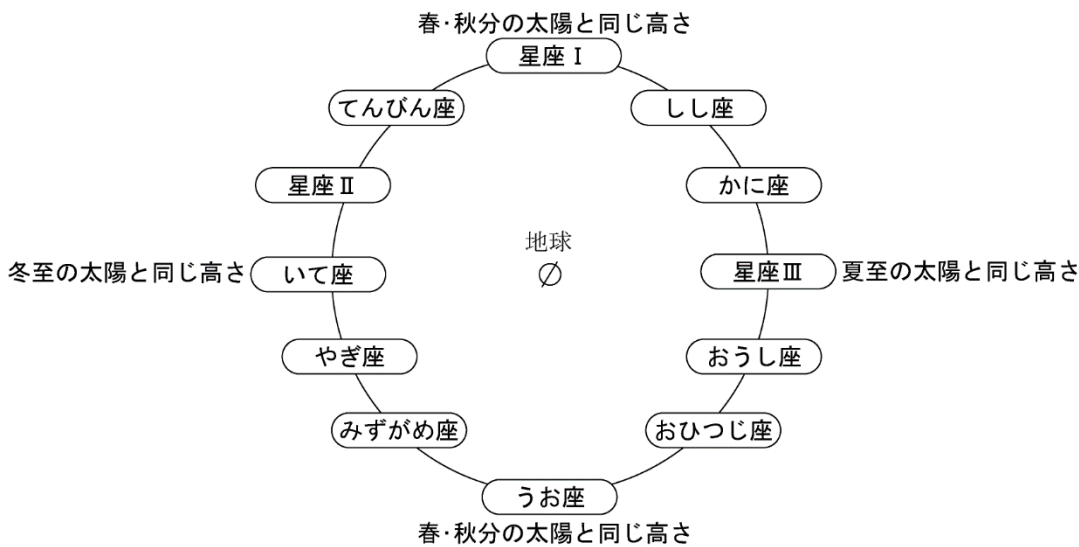 春･秋分の太陽と同じ高さ
星座Ⅰ
てんびん座
しし座
星座Ⅱ
かに座
地球
冬至の太陽と同じ高さ
いて座
星座Ⅲ
夏至の太陽と同じ高さ
やぎ座
おうし座
みずがめ座
おひつじ座
うお座
春･秋分の太陽と同じ高さ